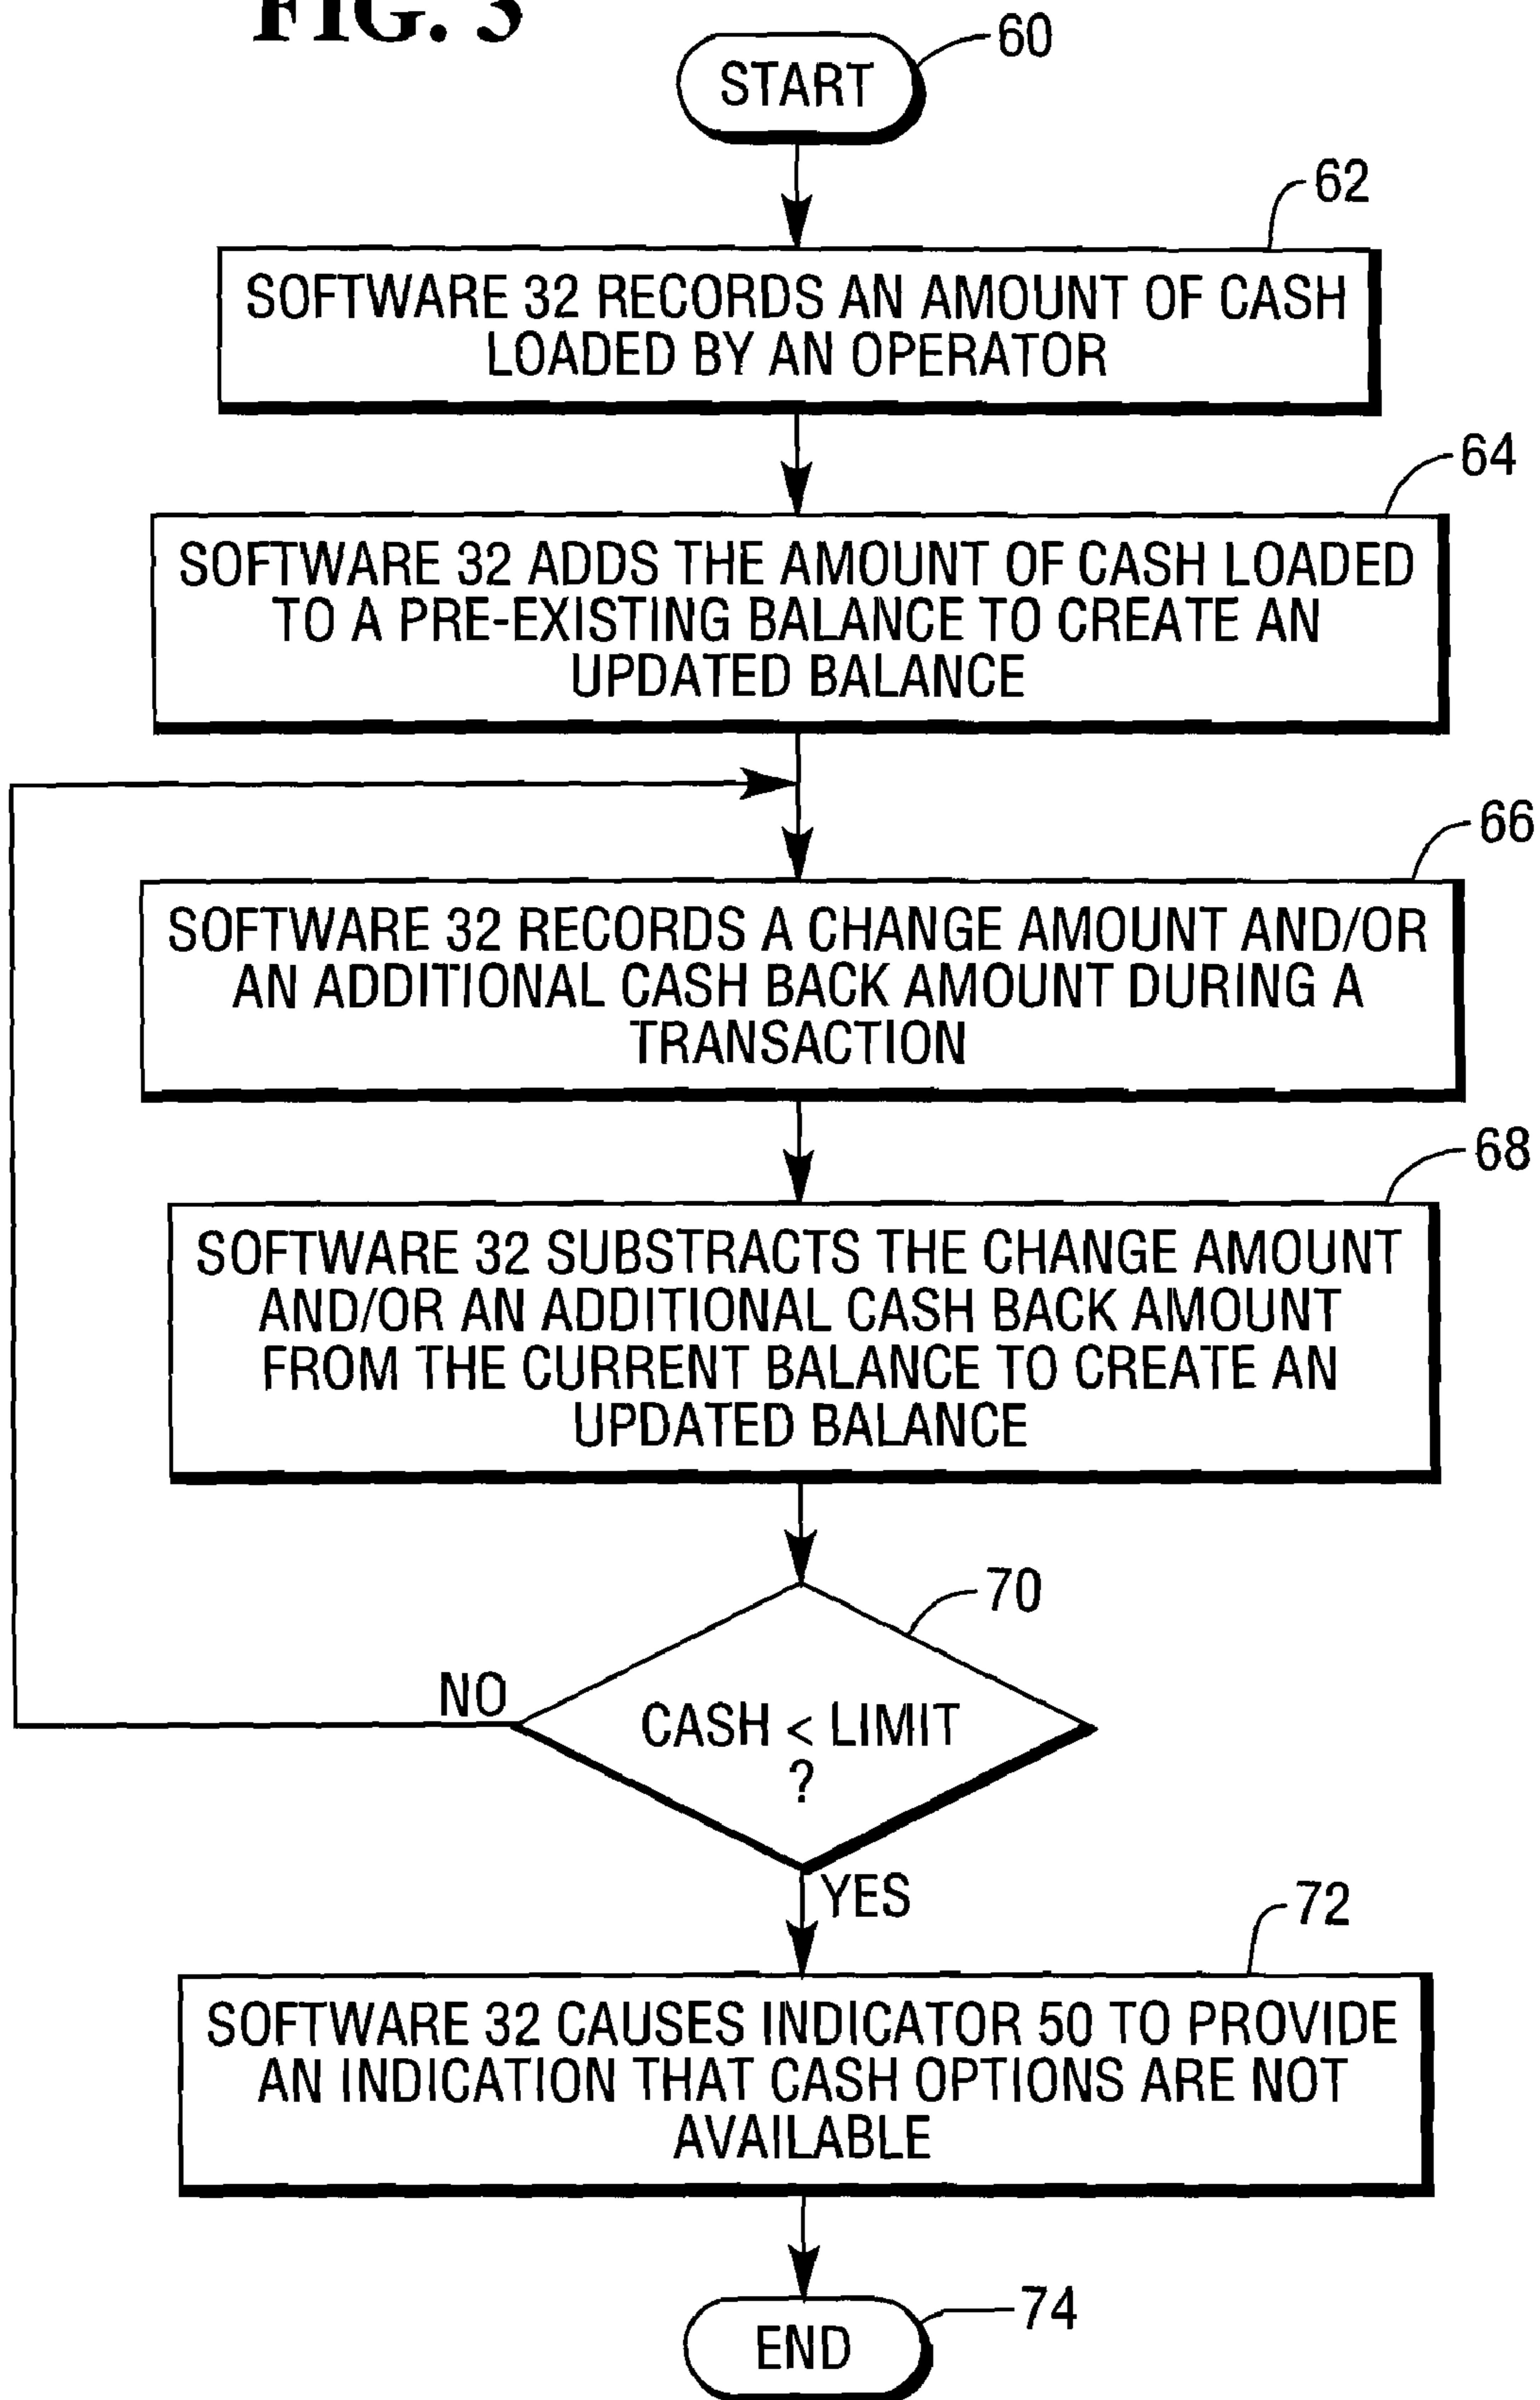 FIG. 3
60
START
62
SOFTWARE 32 RECORDS AN AMOUNT OF CASH
LOADED BY AN OPERATOR
64
SOFTWARE 32 ADDS THE AMOUNT OF CASH LOADED
TO A PRE-EXISTING BALANCE TO CREATE AN
UPDATED BALANCE
66
SOFTWARE 32 RECORDS A CHANGE AMOUNT AND/OR
AN ADDITIONAL CASH BACK AMOUNT DURING A
TRANSACTION
68
SOFTWARE 32 SUBSTRACTS THE CHANGE AMOUNT
AND/OR AN ADDITIONAL CASH BACK AMOUNT
FROM THE CURRENT BALANCE TO CREATE AN
UPDATED BALANCE
70
NO
CASH < LIMIT
?
YES
72
SOFTWARE 32 CAUSES INDICATOR 50 TO PROVIDE
AN INDICATION THAT CASH OPTIONS ARE NOT
AVAILABLE
74
END